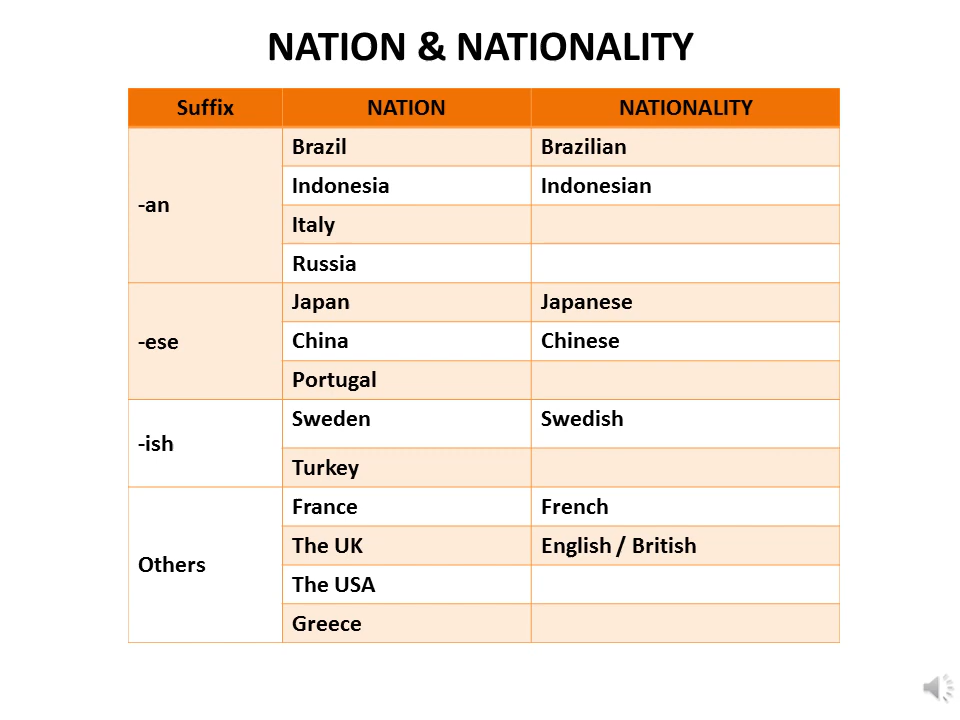 NATION & NATIONALITY
Suffix NATION NATIONALITY
-an
Brazil Brazilian
Indonesia Indonesian
Italy
Russia
-ese
Japan Japanese
China Chinese
Portugal
-ish
Sweden Swedish
Turkey
Others
France French
The UK English / British
The USA
Greece